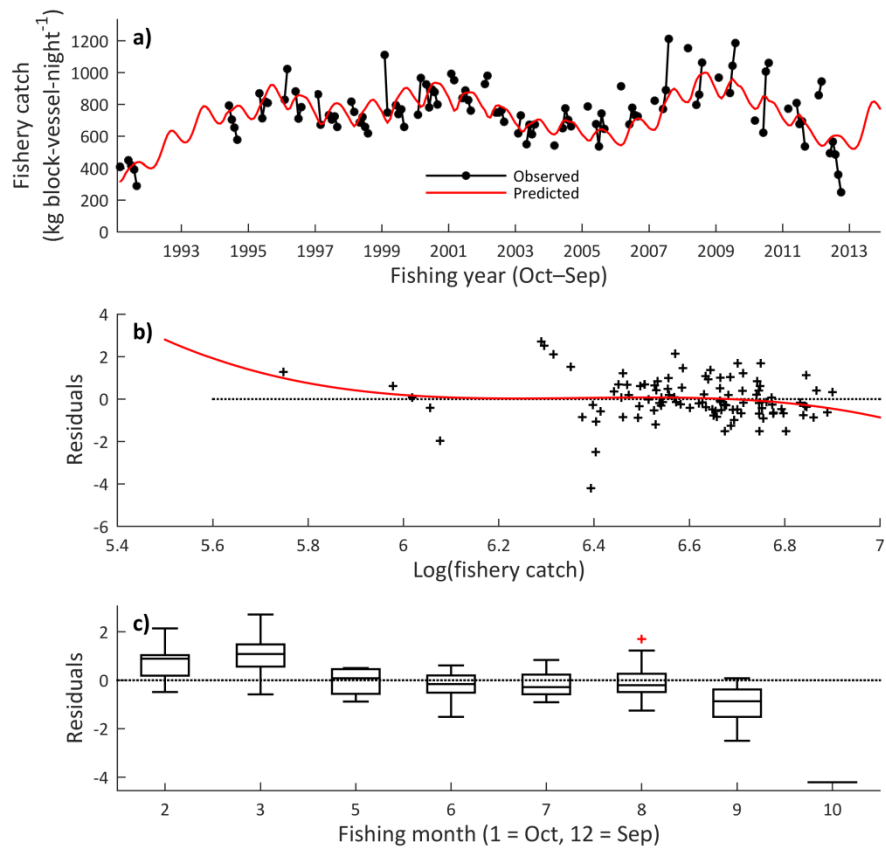 a)
Fishery catch
(kg block-vessel-night⁻¹)
1200
1000
800
600
400
200
0
Observed
Predicted
1993 1995 1997 1999 2001 2003 2005 2007 2009 2011 2013
Fishing year (Oct–Sep)
b)
Residuals
4
2
0
-2
-4
-6
5.4 5.6 5.8 6 6.2 6.4 6.6 6.8 7
Log(fishery catch)
c)
Residuals
2
0
-2
-4
2 3 5 6 7 8 9 10
Fishing month (1 = Oct, 12 = Sep)